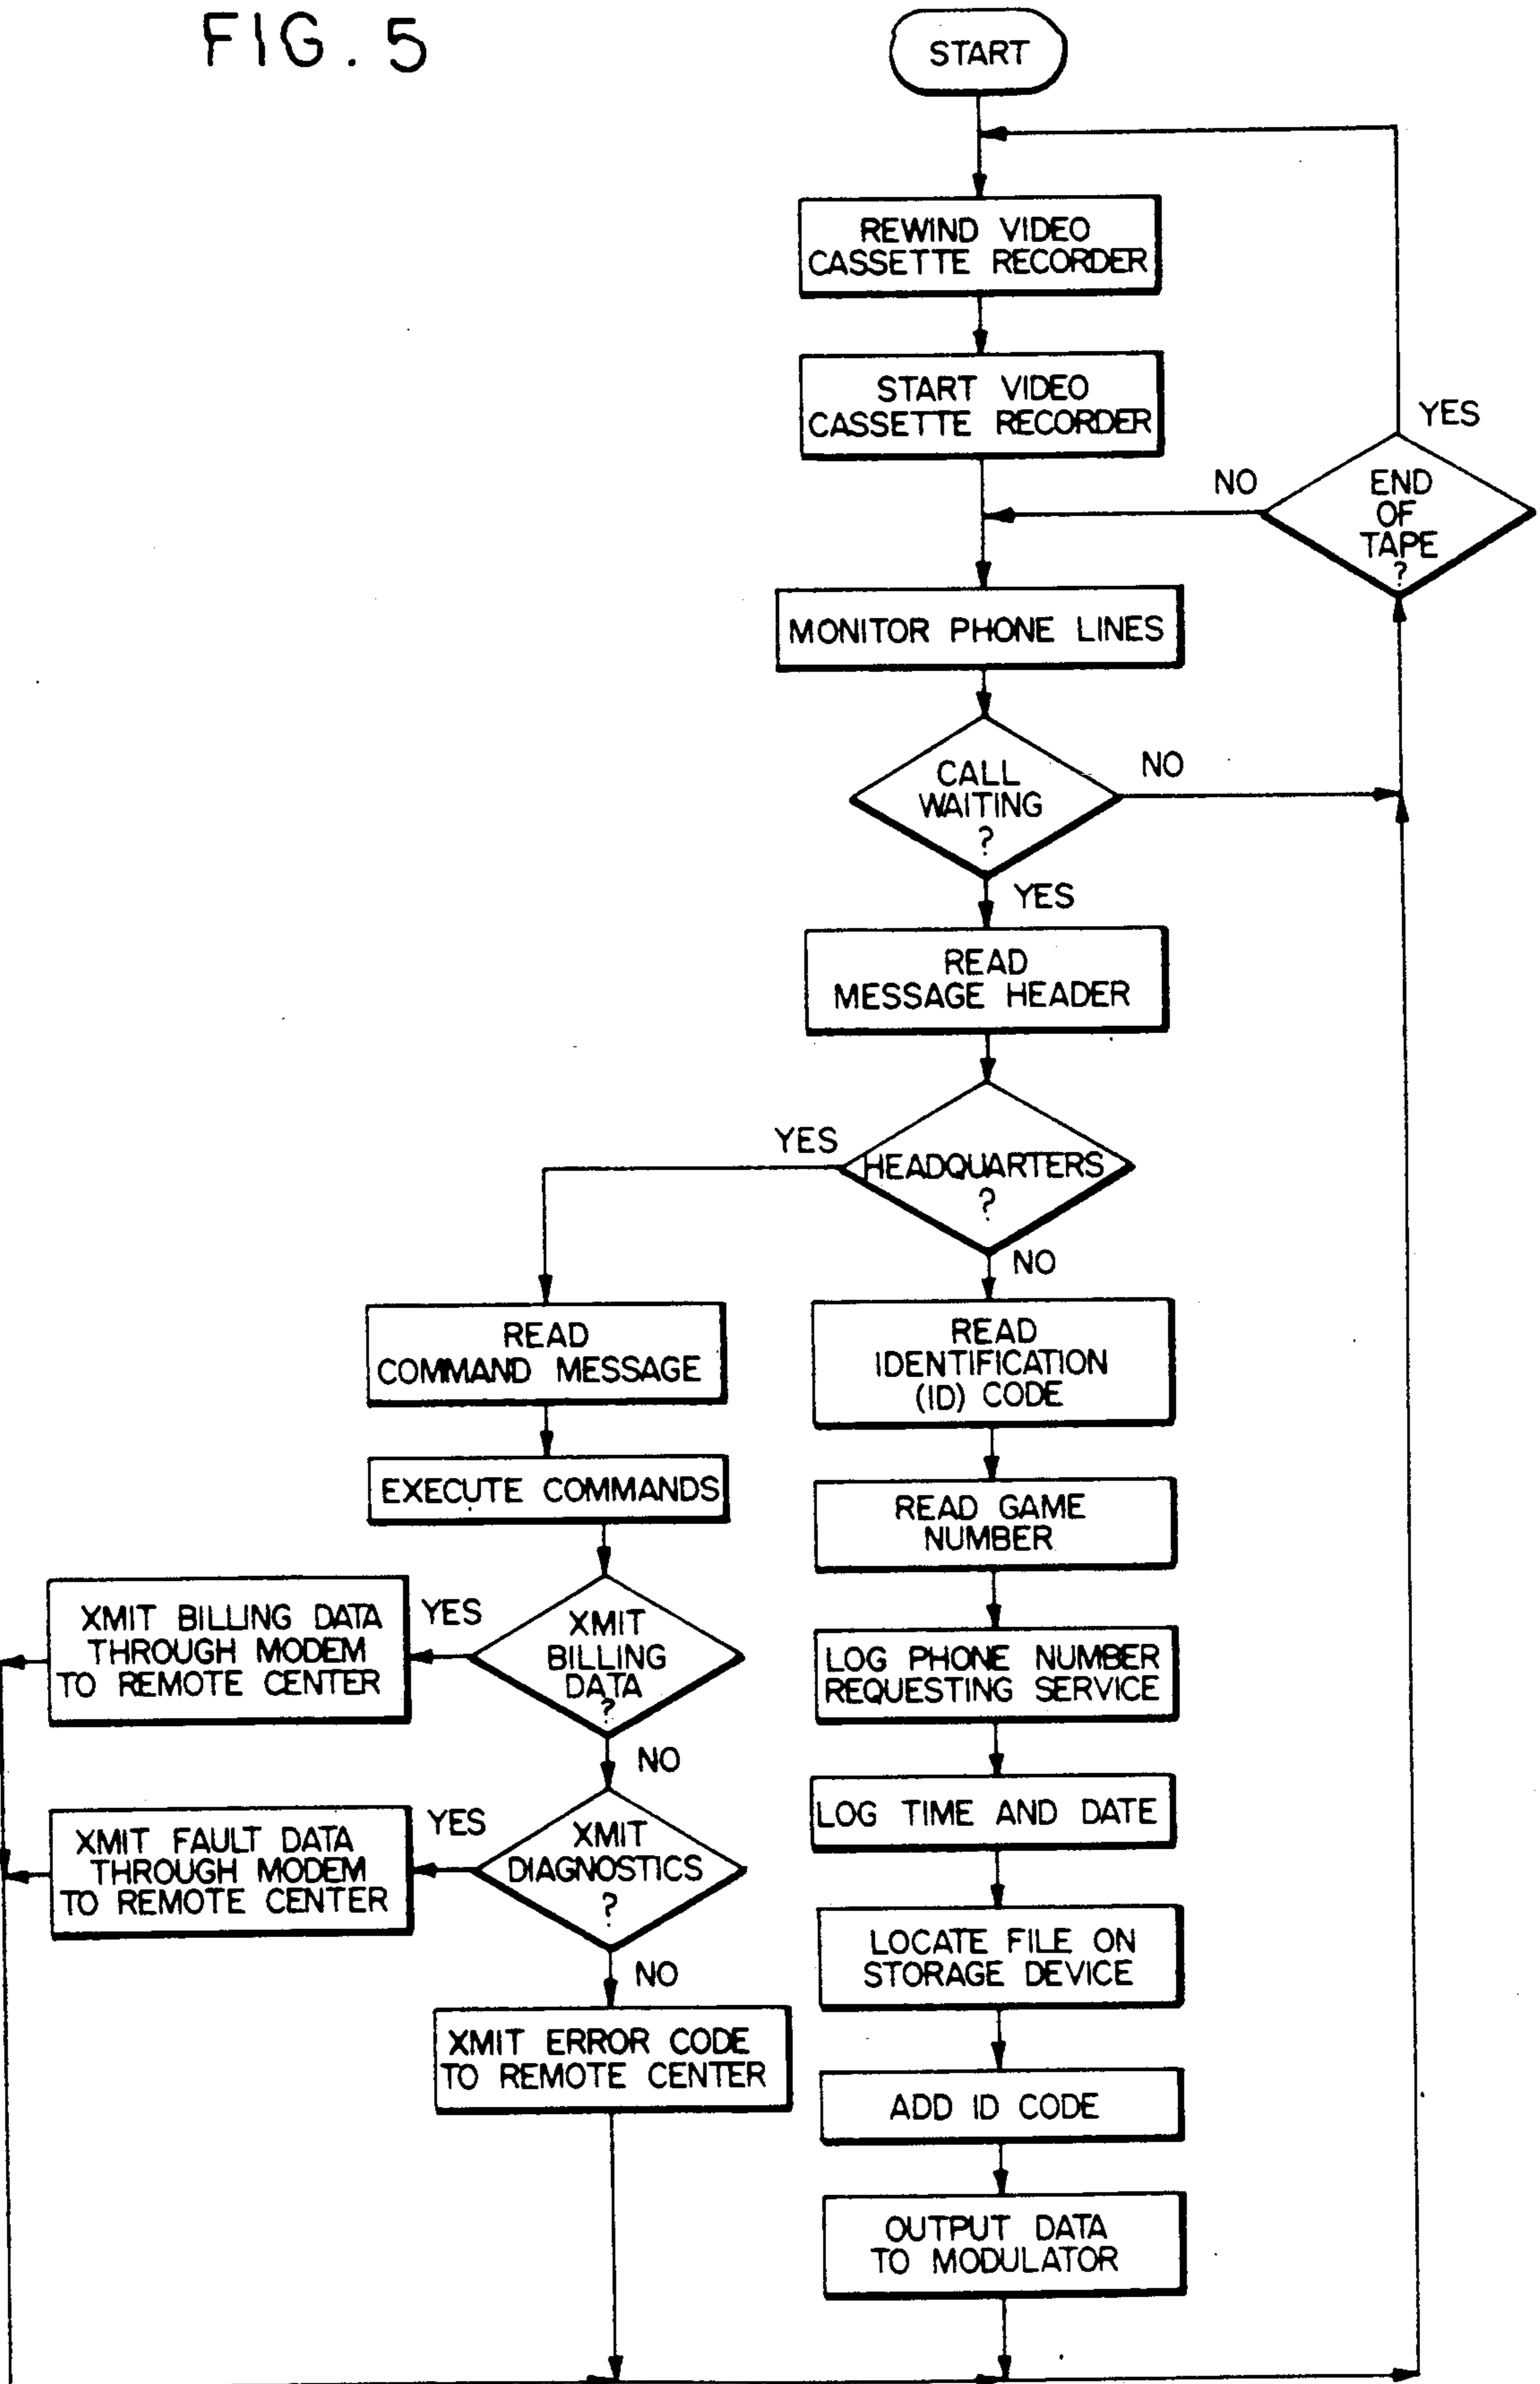 FIG. 5
START
REWIND VIDEO
CASSETTE RECORDER
START VIDEO
CASSETTE RECORDER
YES
NO
END
OF
TAPE
?
MONITOR PHONE LINES
CALL
WAITING
?
NO
YES
READ
MESSAGE HEADER
YES
HEADQUARTERS
?
NO
READ
COMMAND MESSAGE
READ
IDENTIFICATION
(ID) CODE
EXECUTE COMMANDS
READ GAME
NUMBER
XMIT BILLING DATA
THROUGH MODEM
TO REMOTE CENTER
YES
XMIT
BILLING
DATA
?
LOG PHONE NUMBER
REQUESTING SERVICE
NO
LOG TIME AND DATE
XMIT FAULT DATA
THROUGH MODEM
TO REMOTE CENTER
YES
XMIT
DIAGNOSTICS
?
LOCATE FILE ON
STORAGE DEVICE
NO
XMIT ERROR CODE
TO REMOTE CENTER
ADD ID CODE
OUTPUT DATA
TO MODULATOR